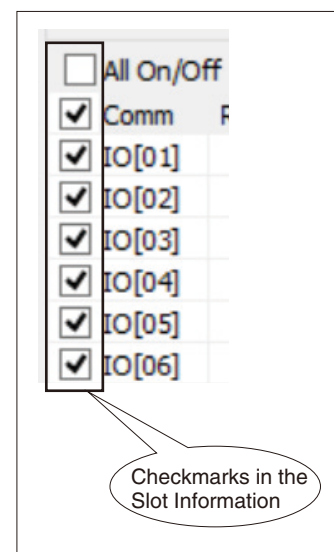 All On/Off
Comm
IO[01]
IO[02]
IO[03]
IO[04]
IO[05]
IO[06]
Checkmarks in the
Slot Information